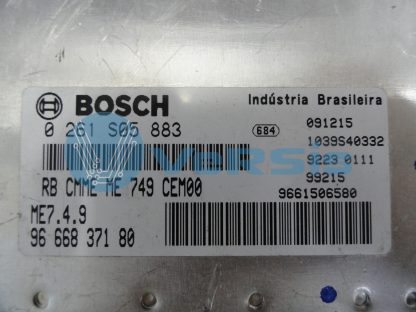 BOSCH
Indústria Brasileira
0 261 S05 883
684
091215
1039S40332
9223 0111
RB CMME ME 749 CEM00
99215
9661506580
ME7.4.9
96 668 371 80
Versis